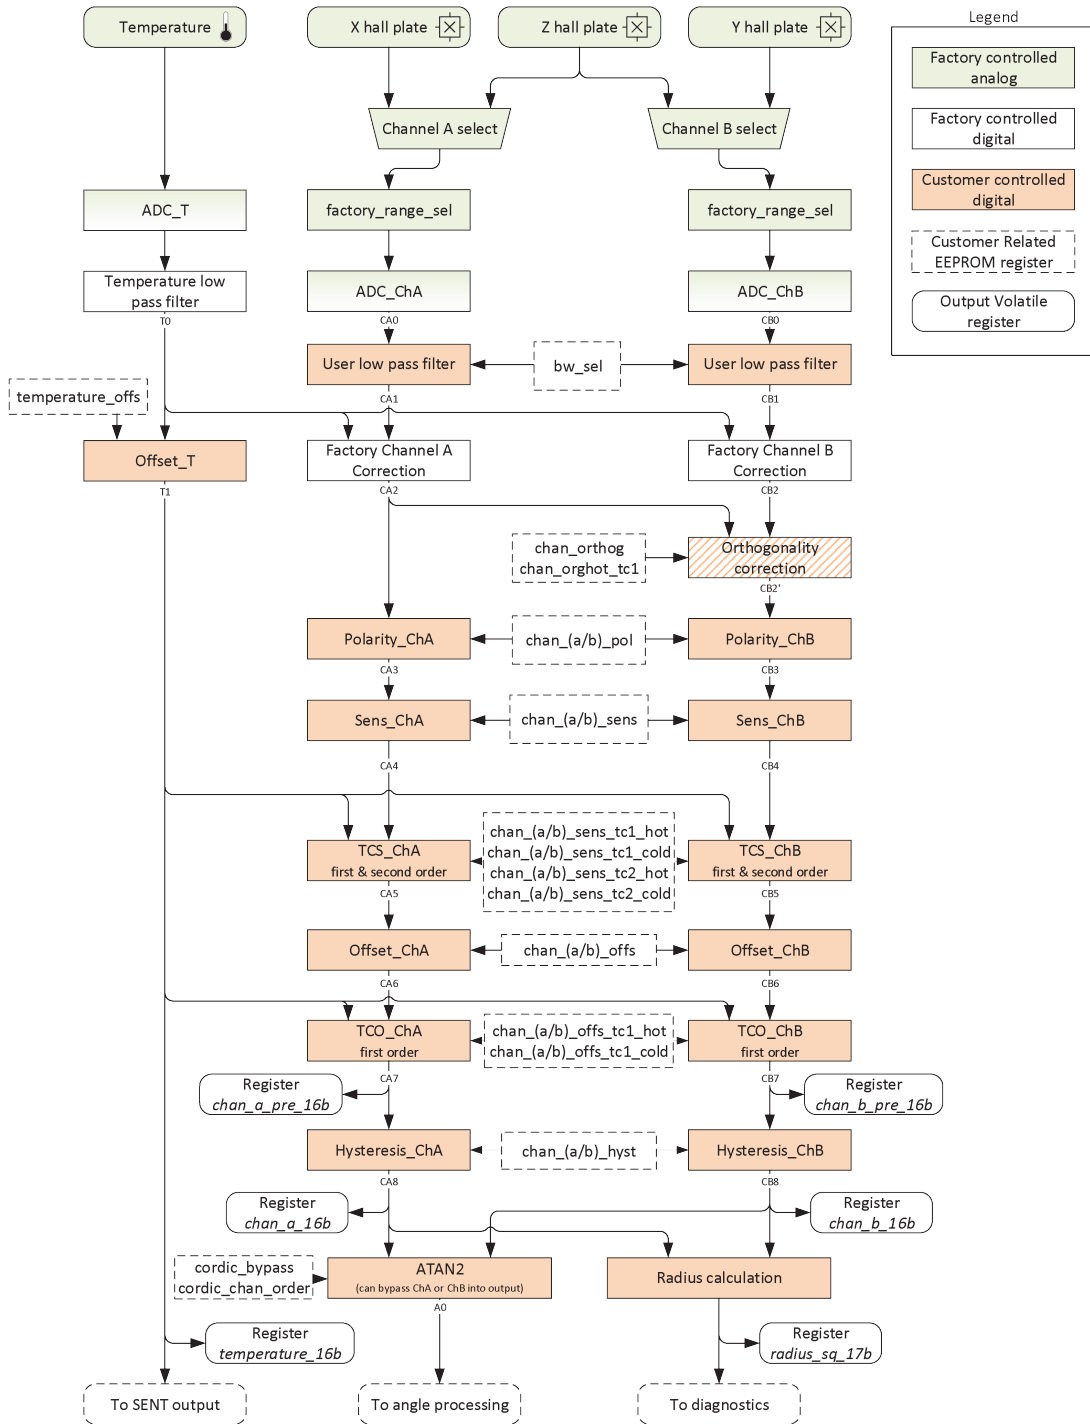 Legend
Temperature
X hall plate
Z hall plate
Y hall plate
Factory controlled
analog
Factory controlled
digital
Customer controlled
digital
Customer Related
EEPROM register
Output Volatile
register
Channel A select
Channel B select
ADC_T
factory_range_sel
factory_range_sel
Temperature low
pass filter
T0
ADC_ChA
CA0
ADC_ChB
CB0
User low pass filter
CA1
bw_sel
User low pass filter
CB1
temperature_offs
Offset_T
T1
Factory Channel A
Correction
CA2
Factory Channel B
Correction
CB2
chan_orthog
chan_orghot_tc1
Orthogonality
correction
CB2'
Polarity_ChA
CA3
chan_(a/b)_pol
Polarity_ChB
CB3
Sens_ChA
CA4
chan_(a/b)_sens
Sens_ChB
CB4
TCS_ChA
first & second order
CA5
chan_(a/b)_sens_tc1_hot
chan_(a/b)_sens_tc1_cold
chan_(a/b)_sens_tc2_hot
chan_(a/b)_sens_tc2_cold
TCS_ChB
first & second order
CB5
Offset_ChA
CA6
chan_(a/b)_offs
Offset_ChB
CB6
TCO_ChA
first order
CA7
chan_(a/b)_offs_tc1_hot
chan_(a/b)_offs_tc1_cold
TCO_ChB
first order
CB7
Register
chan_a_pre_16b
Register
chan_b_pre_16b
Hysteresis_ChA
CA8
chan_(a/b)_hyst
Hysteresis_ChB
CB8
Register
chan_a_16b
Register
chan_b_16b
cordic_bypass
cordic_chan_order
ATAN2
(can bypass ChA or ChB into output)
A0
Radius calculation
Register
temperature_16b
Register
radius_sq_17b
To SENT output
To angle processing
To diagnostics